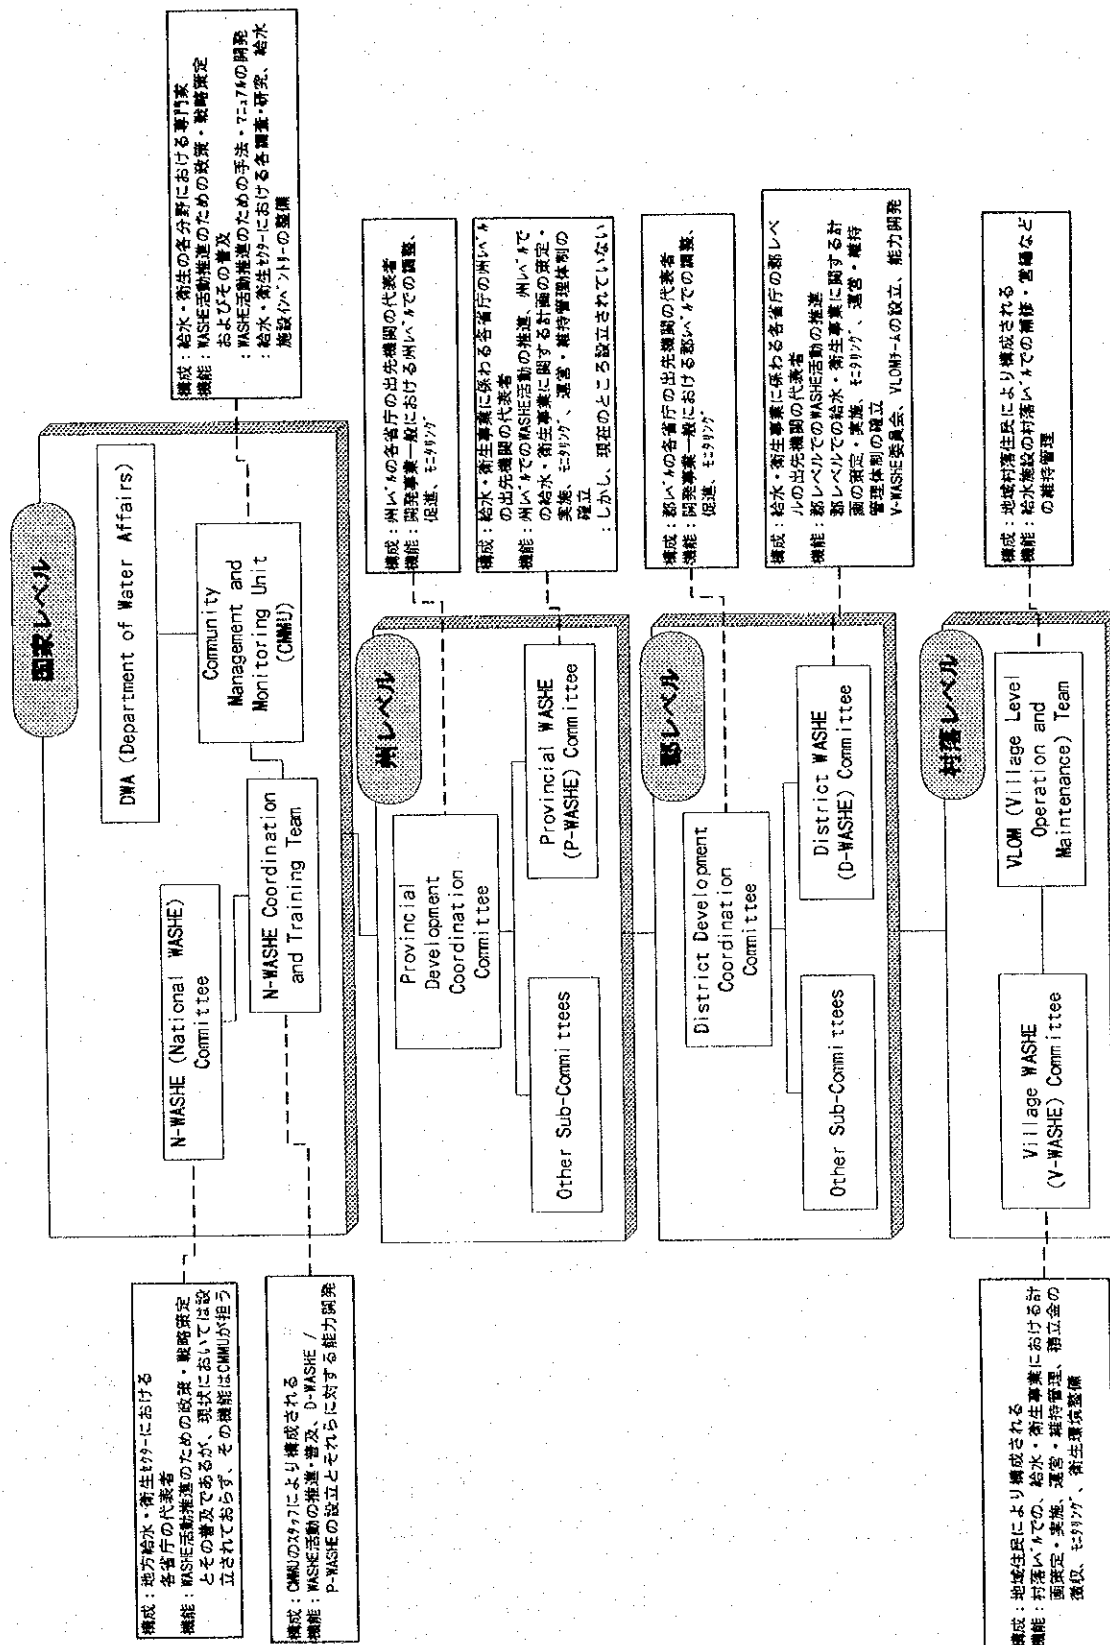 国家レベル
DWA (Department of Water Affairs)
Community
Management and
Monitoring Unit
(CMMU)
N-WASHE (National WASHE)
Committee
N-WASHE Coordination
and Training Team
構成：給水・衛生の各分野における専門家
機能：WASHE活動推進のための政策・戦略策定
およびその普及
：WASHE活動推進のための手法・マニュアルの開発
：給水・衛生セクターにおける各調査・研究、給水
施設インベントリーの整備
構成：地方給水・衛生セクターにおける
各省庁の代表者
機能：WASHE活動推進のための政策・戦略策定
とその普及であるが、現状においては設
立されておらず、その機能はCMMUが担う
構成：CMMUのスタッフにより構成される
機能：WASHE活動の推進・普及、D-WASHE /
P-WASHEの設立とそれらに対する能力開発
州レベル
Provincial
Development
Coordination
Committee
Provincial WASHE
(P-WASHE) Committee
Other Sub-Committees
構成：州レベルの各省庁の出先機関の代表者
機能：開発事業一般における州レベルでの調整、
促進、モニタリング
構成：給水・衛生事業に係わる各省庁の州レベル
の出先機関の代表者
機能：州レベルでのWASHE活動の推進、州レベルで
の給水・衛生事業に関する計画の策定・
実施、モニタリング、運営・維持管理体制の
確立
：しかし、現在のところ設立されていない
郡レベル
District Development
Coordination
Committee
District WASHE
(D-WASHE) Committee
Other Sub-Committees
構成：郡レベルの各省庁の出先機関の代表者
機能：開発事業一般における郡レベルでの調整、
促進、モニタリング
構成：給水・衛生事業に係わる各省庁の郡レベ
ルの出先機関の代表者
機能：郡レベルでのWASHE活動の推進
郡レベルでの給水・衛生事業に関する計
画の策定・実施、モニタリング、運営・維持
管理体制の確立
V-WASHE委員会、VLOMチームの設立、能力開発
村落レベル
VLOM (Village Level
Operation and
Maintenance) Team
Village WASHE
(V-WASHE) Committee
構成：地域村落住民により構成される
機能：給水施設の村落レベルでの補修・営繕など
の維持管理
構成：地域住民により構成される
機能：村落レベルでの、給水・衛生事業における計
画策定・実施、運営・維持管理、積立金の
徴収、モニタリング、衛生環境整備